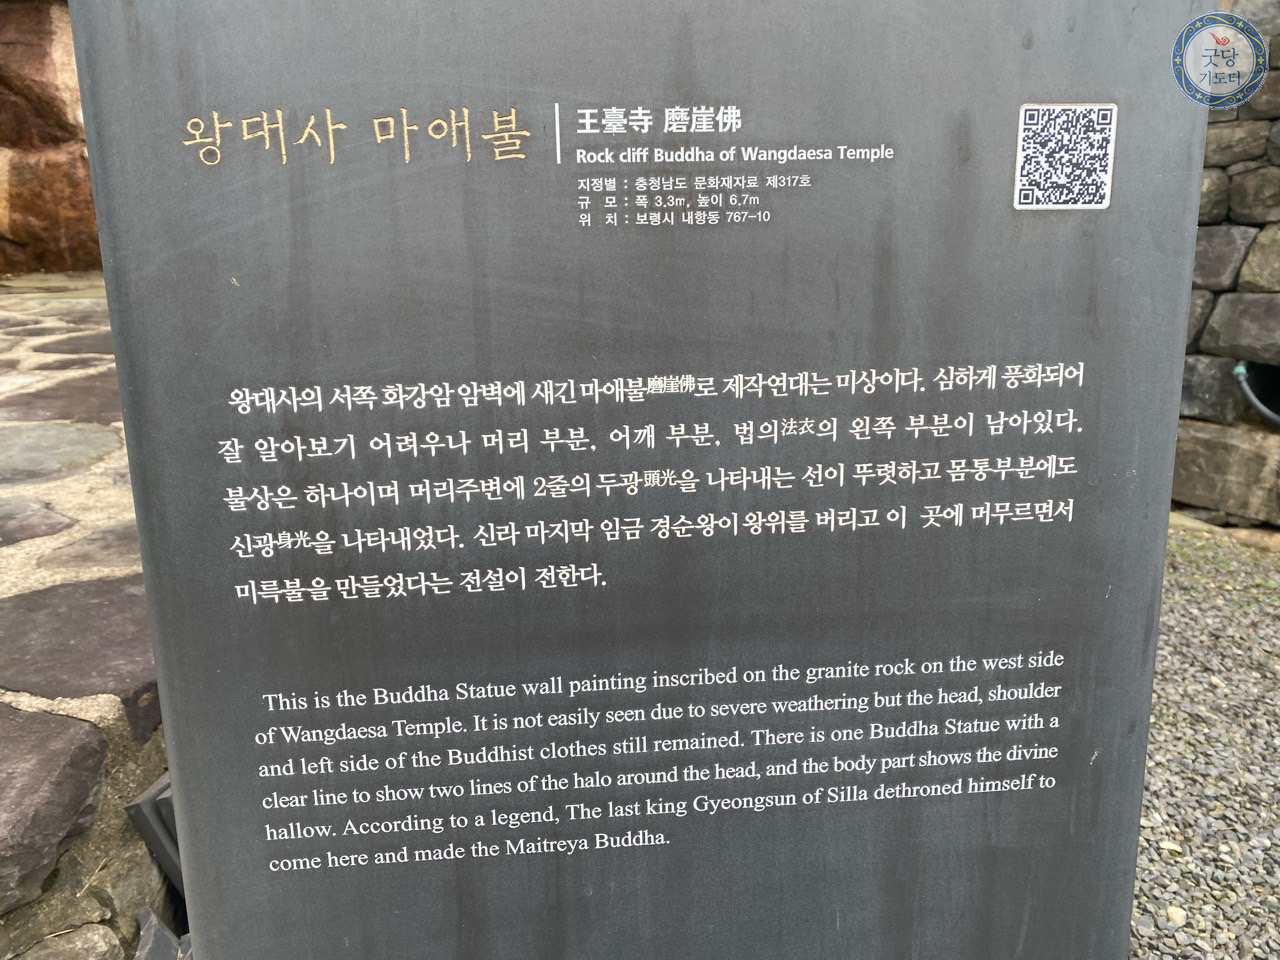 굿당
기도터
왕대사 마애불
王臺寺 磨崖佛
Rock cliff Buddha of Wangdaesa Temple
지정별 : 충청남도 문화재자료 제317호
규 모 : 폭 3.3m, 높이 6.7m
위 치 : 보령시 내항동 767-10
왕대사의 서쪽 화강암 암벽에 새긴 마애불磨崖佛로 제작연대는 미상이다. 심하게 풍화되어
잘 알아보기 어려우나 머리 부분, 어깨 부분, 법의法衣의 왼쪽 부분이 남아있다.
불상은 하나이며 머리주변에 2줄의 두광頭光을 나타내는 선이 뚜렷하고 몸통부분에도
신광身光을 나타내었다. 신라 마지막 임금 경순왕이 왕위를 버리고 이 곳에 머무르면서
미륵불을 만들었다는 전설이 전한다.
This is the Buddha Statue wall painting inscribed on the granite rock on the west side
of Wangdaesa Temple. It is not easily seen due to severe weathering but the head, shoulder
and left side of the Buddhist clothes still remained. There is one Buddha Statue with a
clear line to show two lines of the halo around the head, and the body part shows the divine
hallow. According to a legend, The last king Gyeongsun of Silla dethroned himself to
come here and made the Maitreya Buddha.